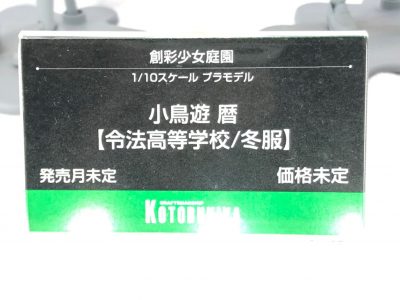 創彩少女庭園
1/10スケール プラモデル
小鳥遊 暦
【令法高等学校/冬服】
発売月未定 価格未定
KOTOBUKIYA